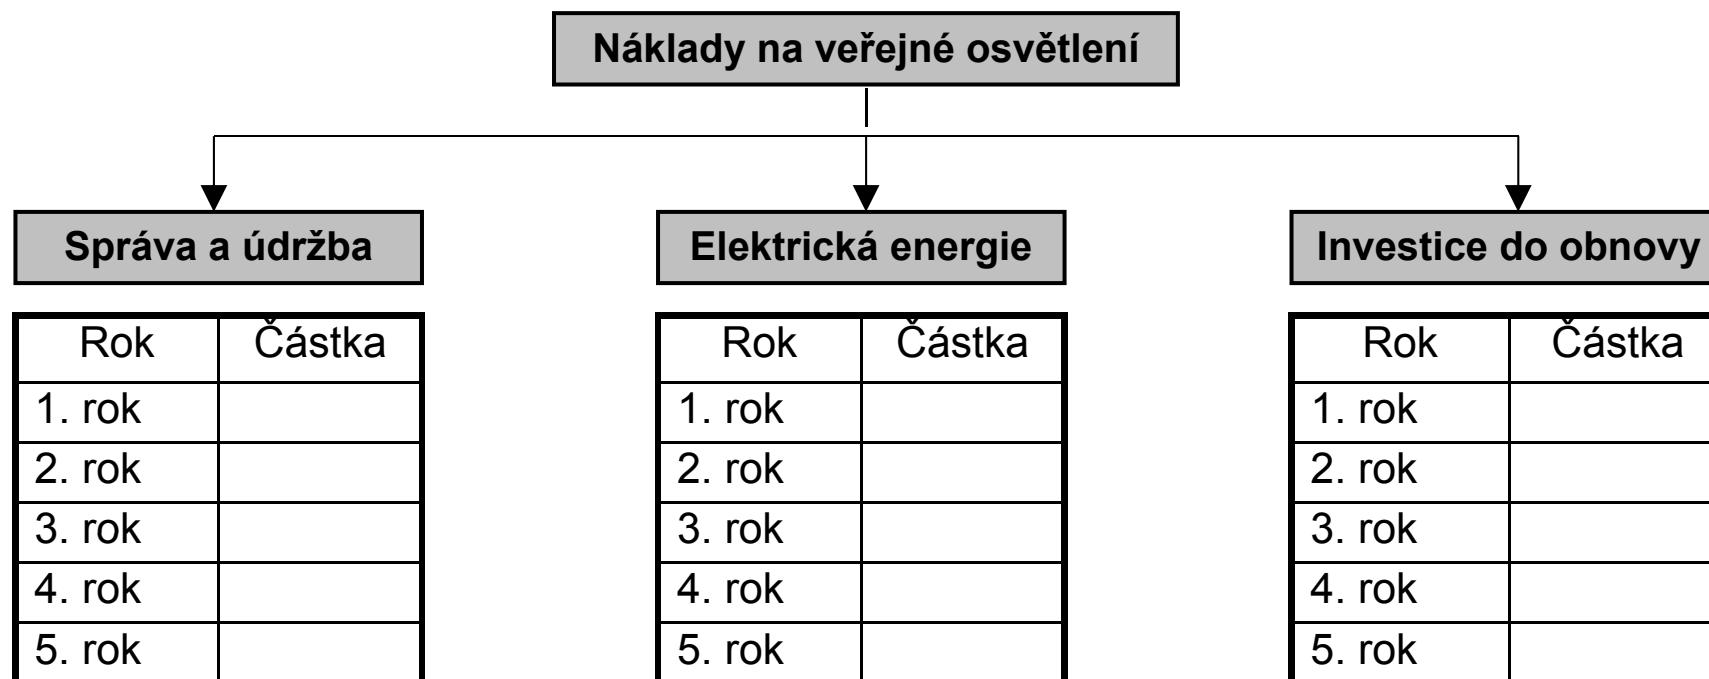 Náklady na veřejné osvětlení
Správa a údržba
Elektrická energie
Investice do obnovy
Rok Částka
1. rok
2. rok
3. rok
4. rok
5. rok
Rok Částka
1. rok
2. rok
3. rok
4. rok
5. rok
Rok Částka
1. rok
2. rok
3. rok
4. rok
5. rok